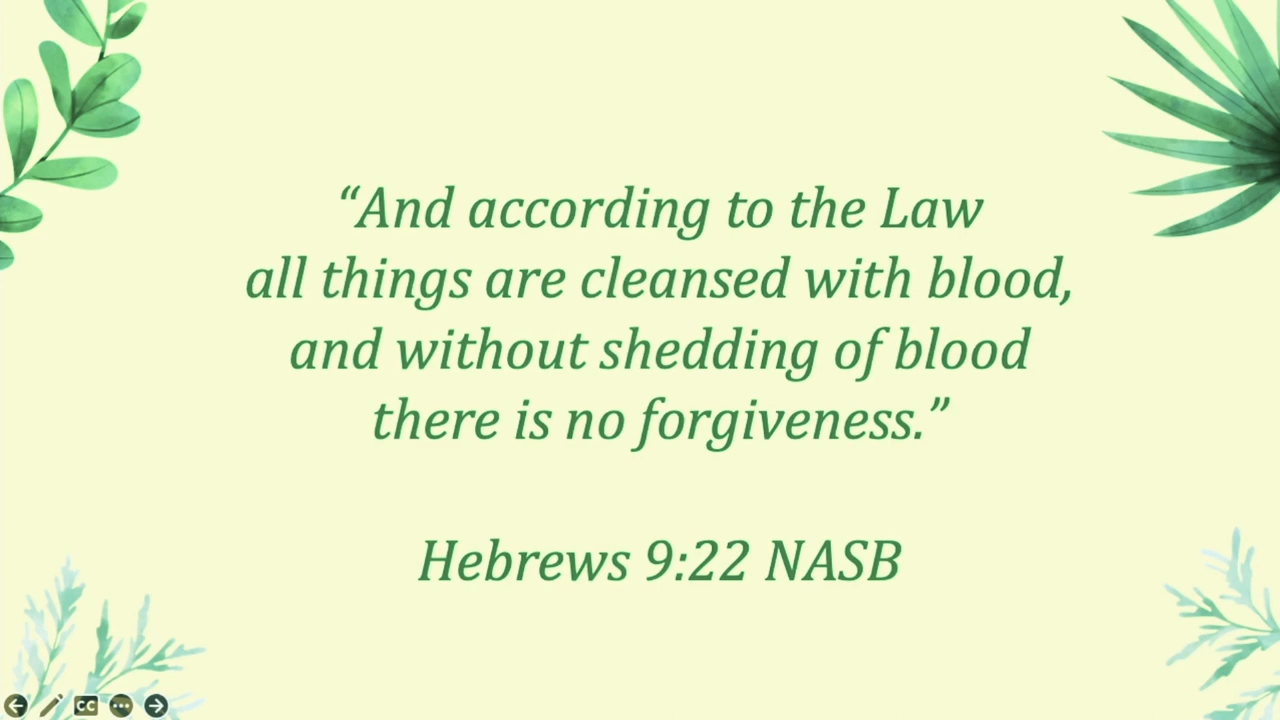 “And according to the Law
all things are cleansed with blood,
and without shedding of blood
there is no forgiveness.”
Hebrews 9:22 NASB
CC